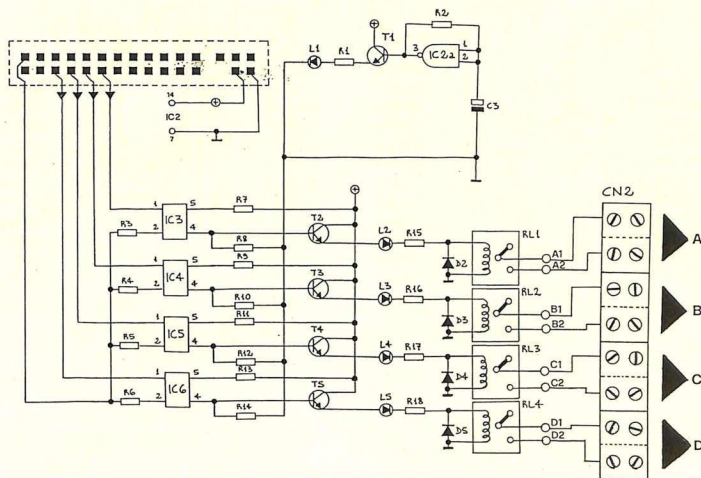 R2
T1
L1 R1 3 IC2a 1
2
14
C3
IC2
7
CN2
1 5 R7
IC3
R3 2 4 T2 L2 R15 RL1
R8
A1
A2
A
D2
1 5 R9
IC4
R4 2 4 T3 L3 R16 RL2
R10
B1
B2
B
D3
1 5 R11
IC5
R5 2 4 T4 L4 R17 RL3
R12
C1
C2
C
D4
1 5 R13
IC6
R6 2 4 T5 L5 R18 RL4
R14
D1
D2
D
D5